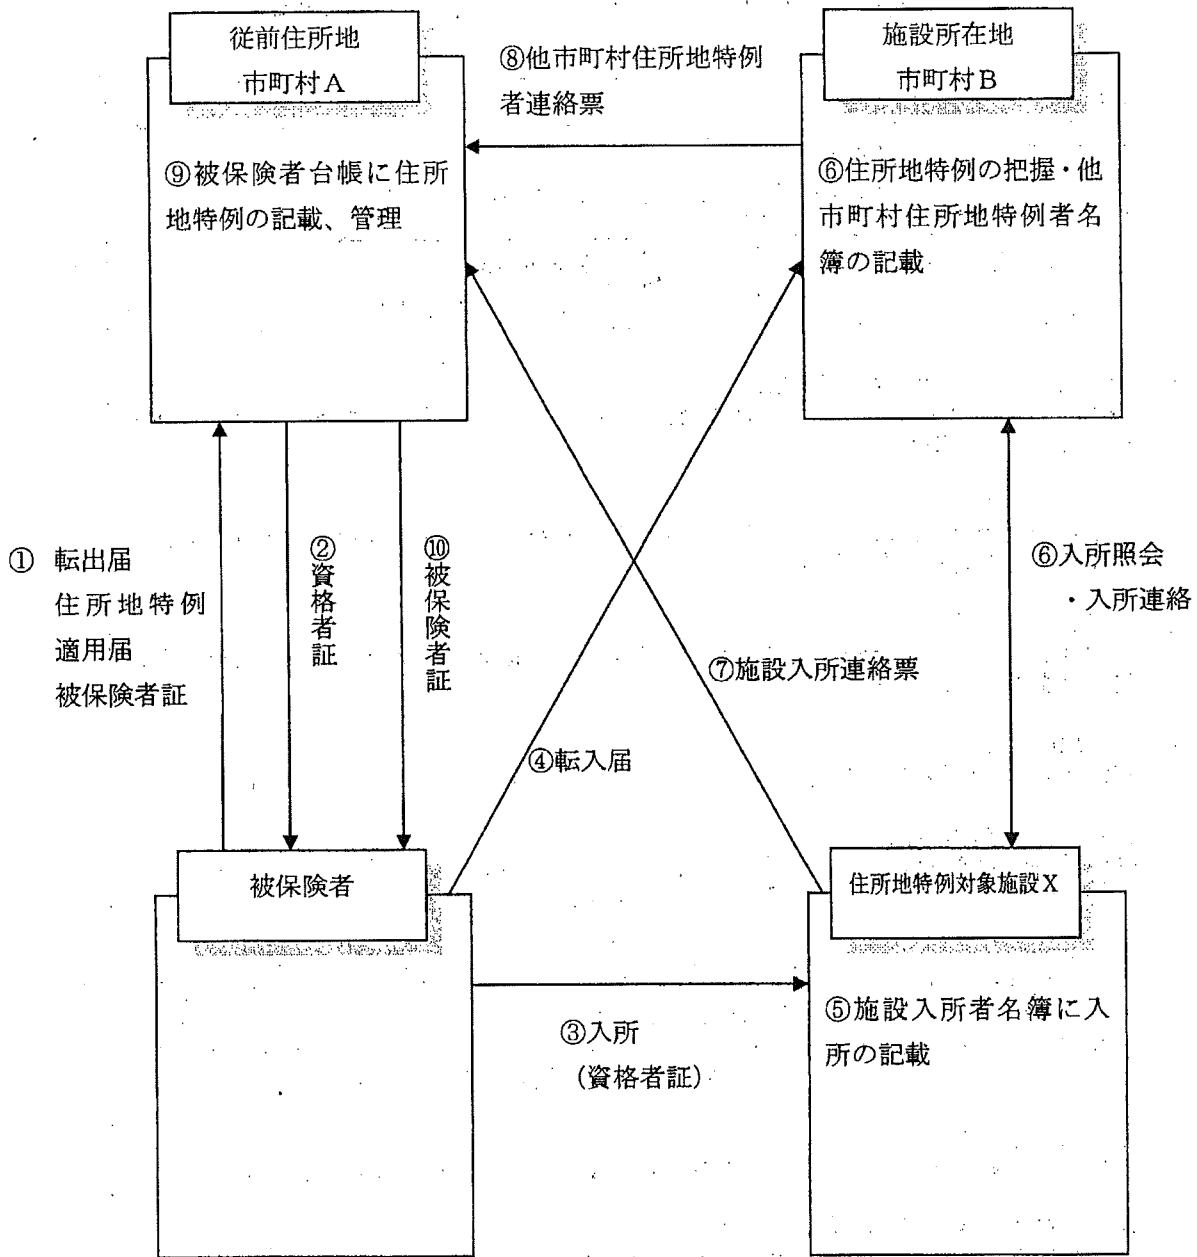 従前住所地
市町村A
⑧他市町村住所地特例
者連絡票
施設所在地
市町村B
⑨被保険者台帳に住所
地特例の記載、管理
⑥住所地特例の把握・他
市町村住所地特例者名
簿の記載
① 転出届
住所地特例
適用届
被保険者証
②資格者証
⑩被保険者証
⑥入所照会
・入所連絡
⑦施設入所連絡票
④転入届
被保険者
住所地特例対象施設X
③入所
(資格者証)
⑤施設入所者名簿に入
所の記載